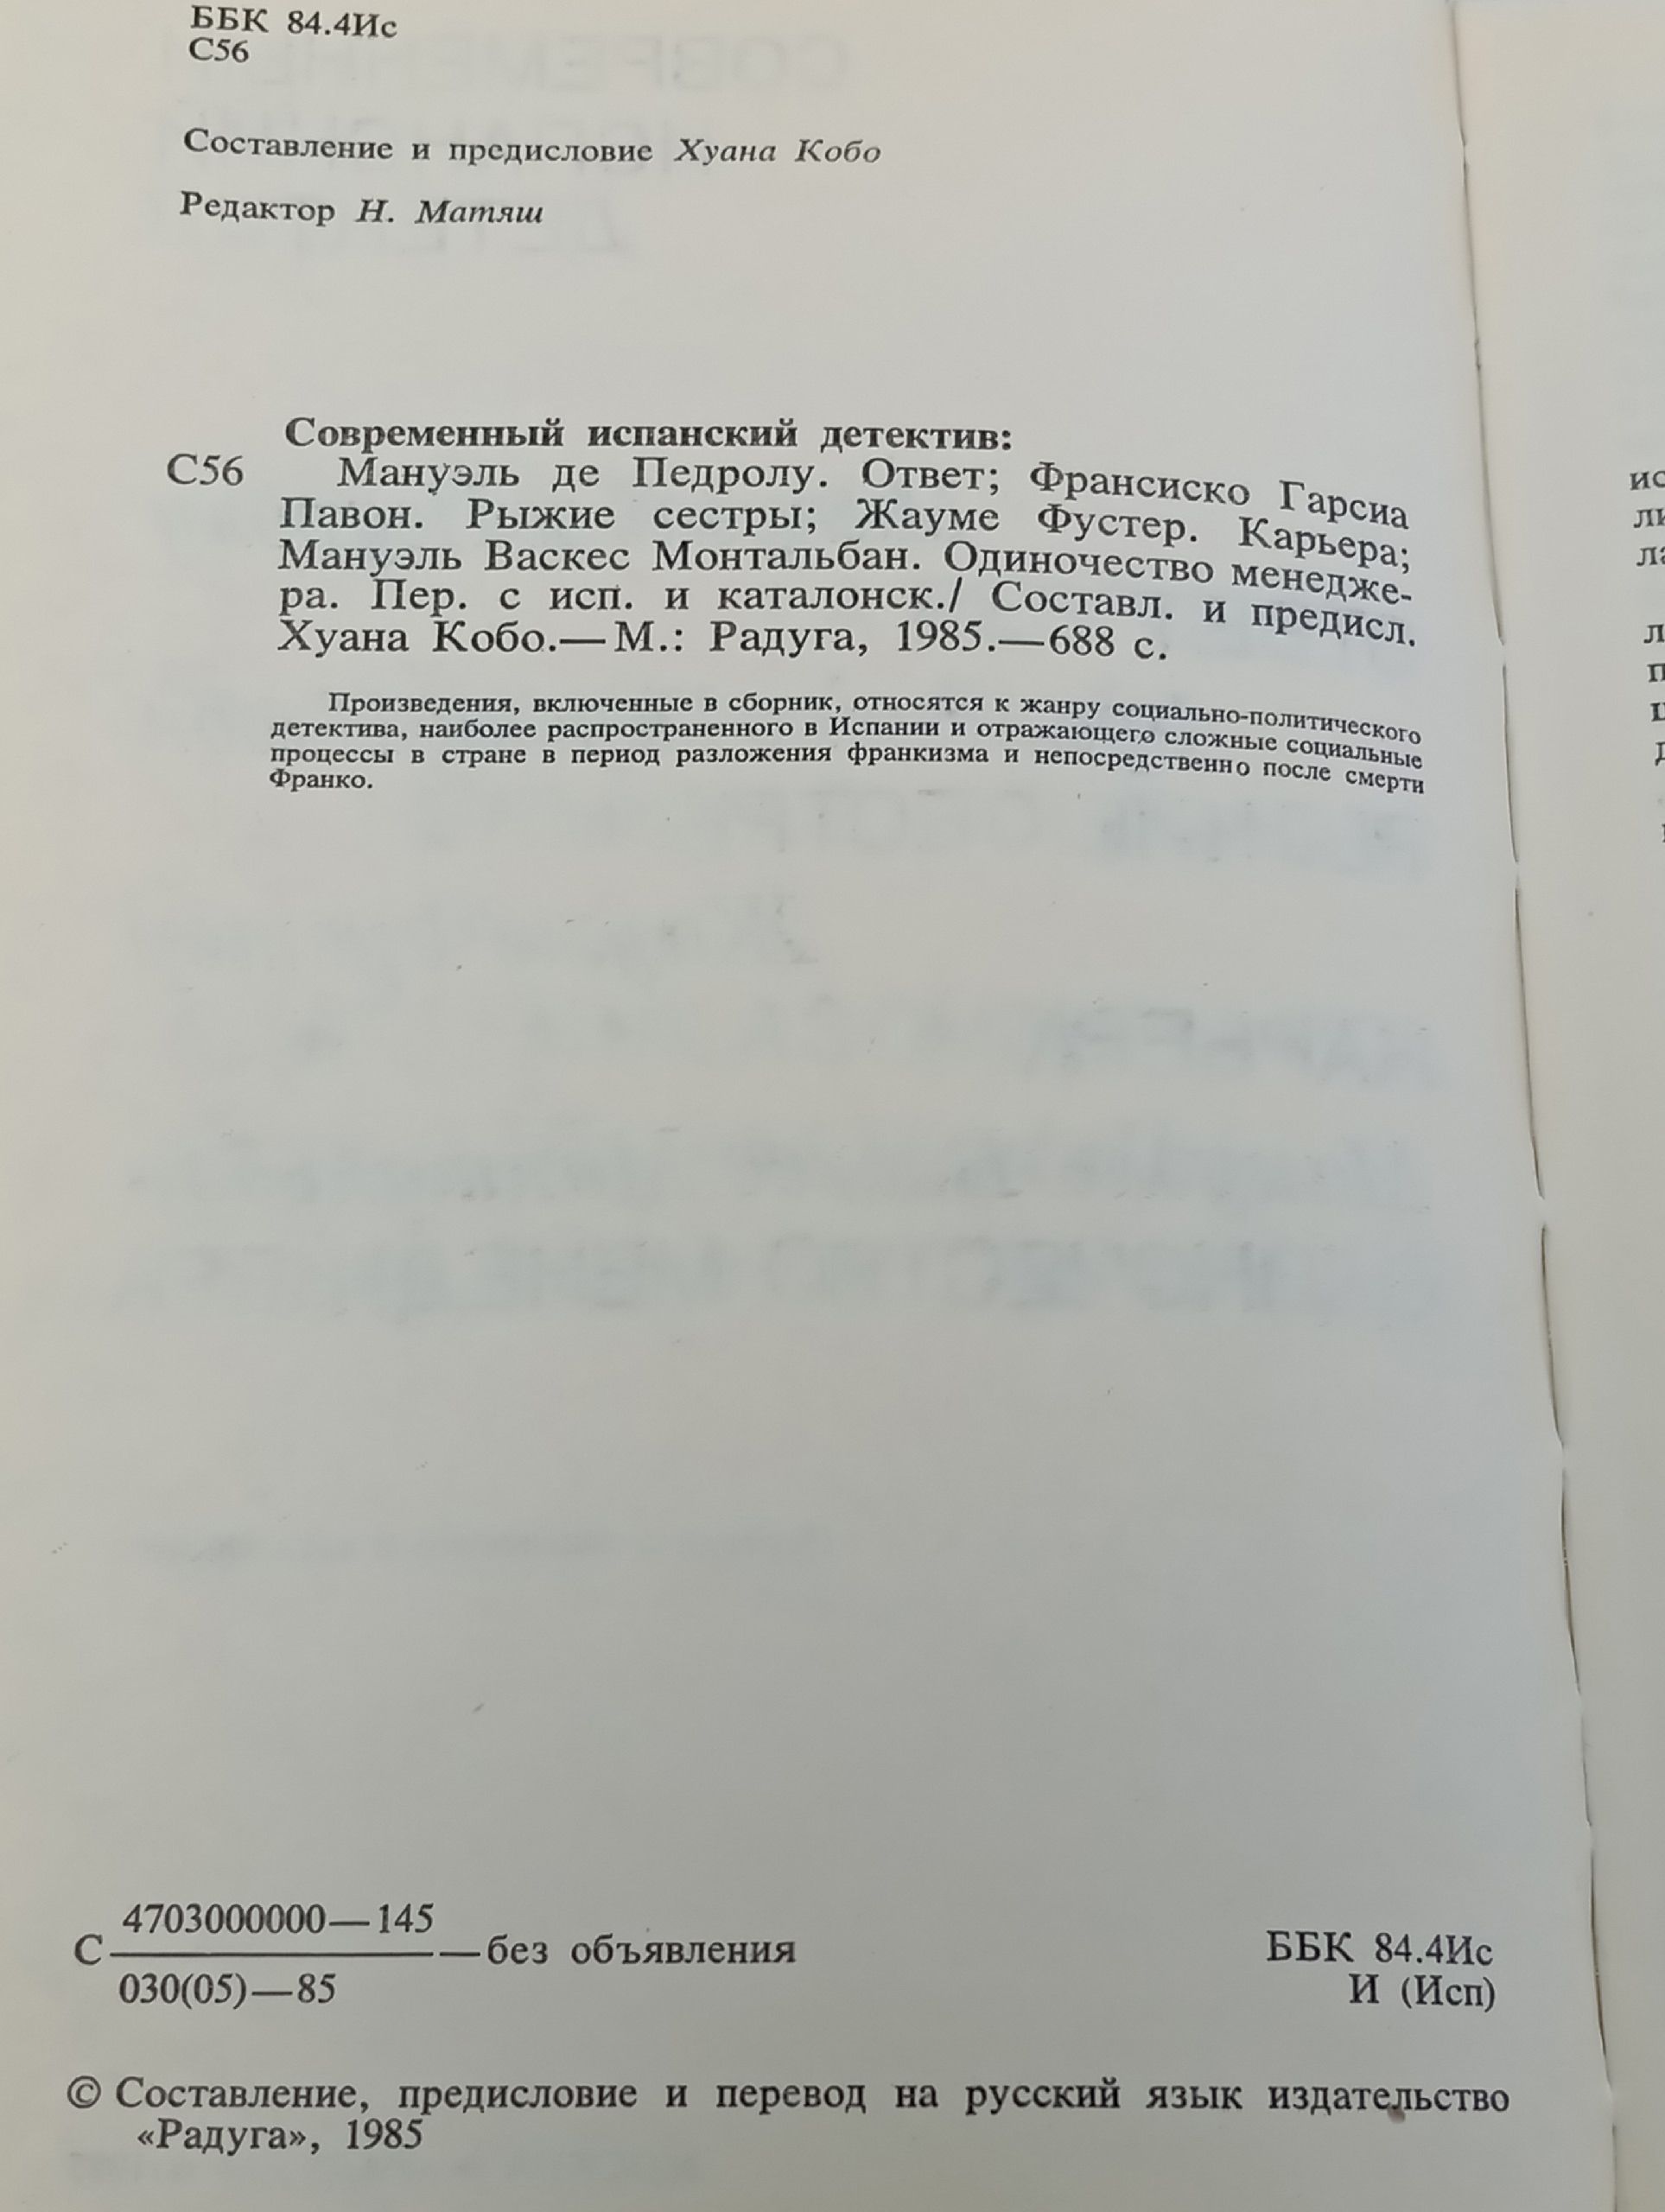 ББК 84.4Ис
С56
Составление и предисловие Хуана Кобо
Редактор Н. Матяш
Современный испанский детектив:
С56 Мануэль де Педролу. Ответ; Франсиско Гарсиа
Павон. Рыжие сестры; Жауме Фустер. Карьера;
Мануэль Васкес Монтальбан. Одиночество менедже-
ра. Пер. с исп. и каталонск./ Составл. и предисл.
Хуана Кобо.—М.: Радуга, 1985.—688 с.
Произведения, включенные в сборник, относятся к жанру социально-политического
детектива, наиболее распространенного в Испании и отражающего сложные социальные
процессы в стране в период разложения франкизма и непосредственно после смерти
Франко.
4703000000—145
С — без объявления
030(05)—85
ББК 84.4Ис
И (Исп)
© Составление, предисловие и перевод на русский язык издательство
«Радуга», 1985